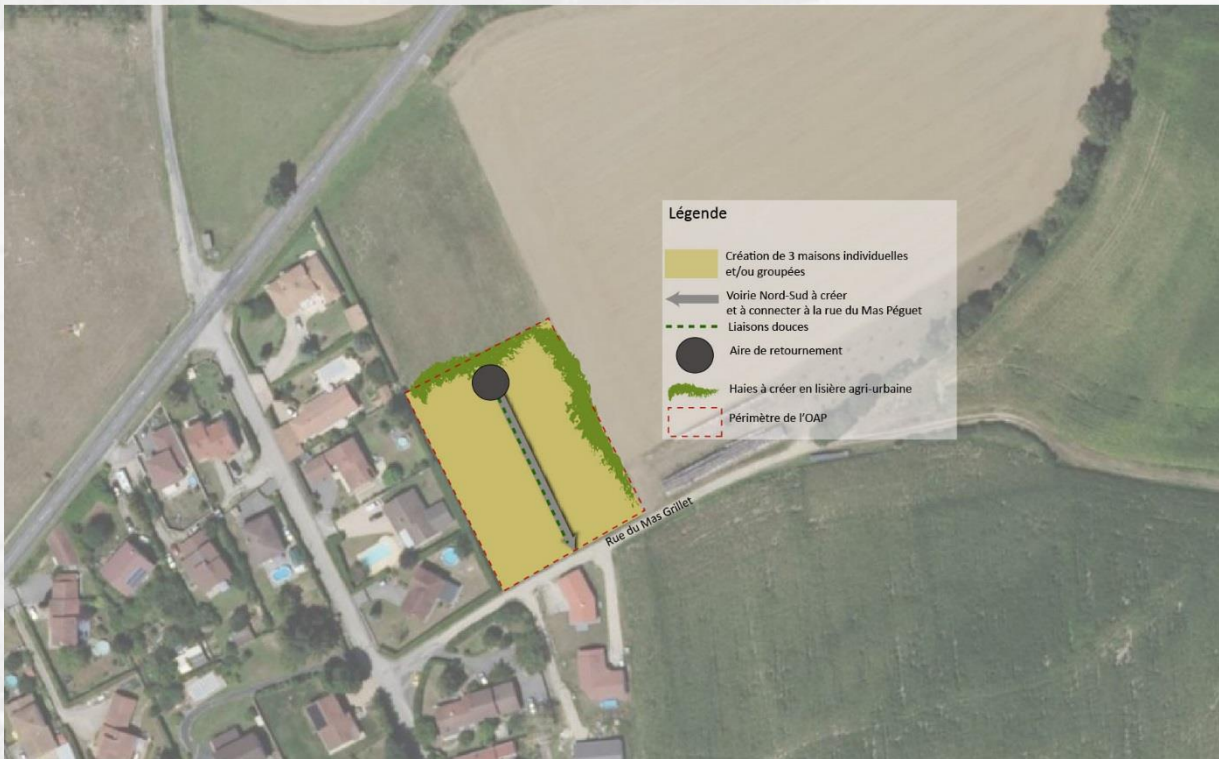 Légende
Création de 3 maisons individuelles
et/ou groupées
Voirie Nord-Sud à créer
et à connecter à la rue du Mas Péguet
Liaisons douces
Aire de retournement
Haies à créer en lisière agri-urbaine
Périmètre de l'OAP
Rue du Mas Grillet